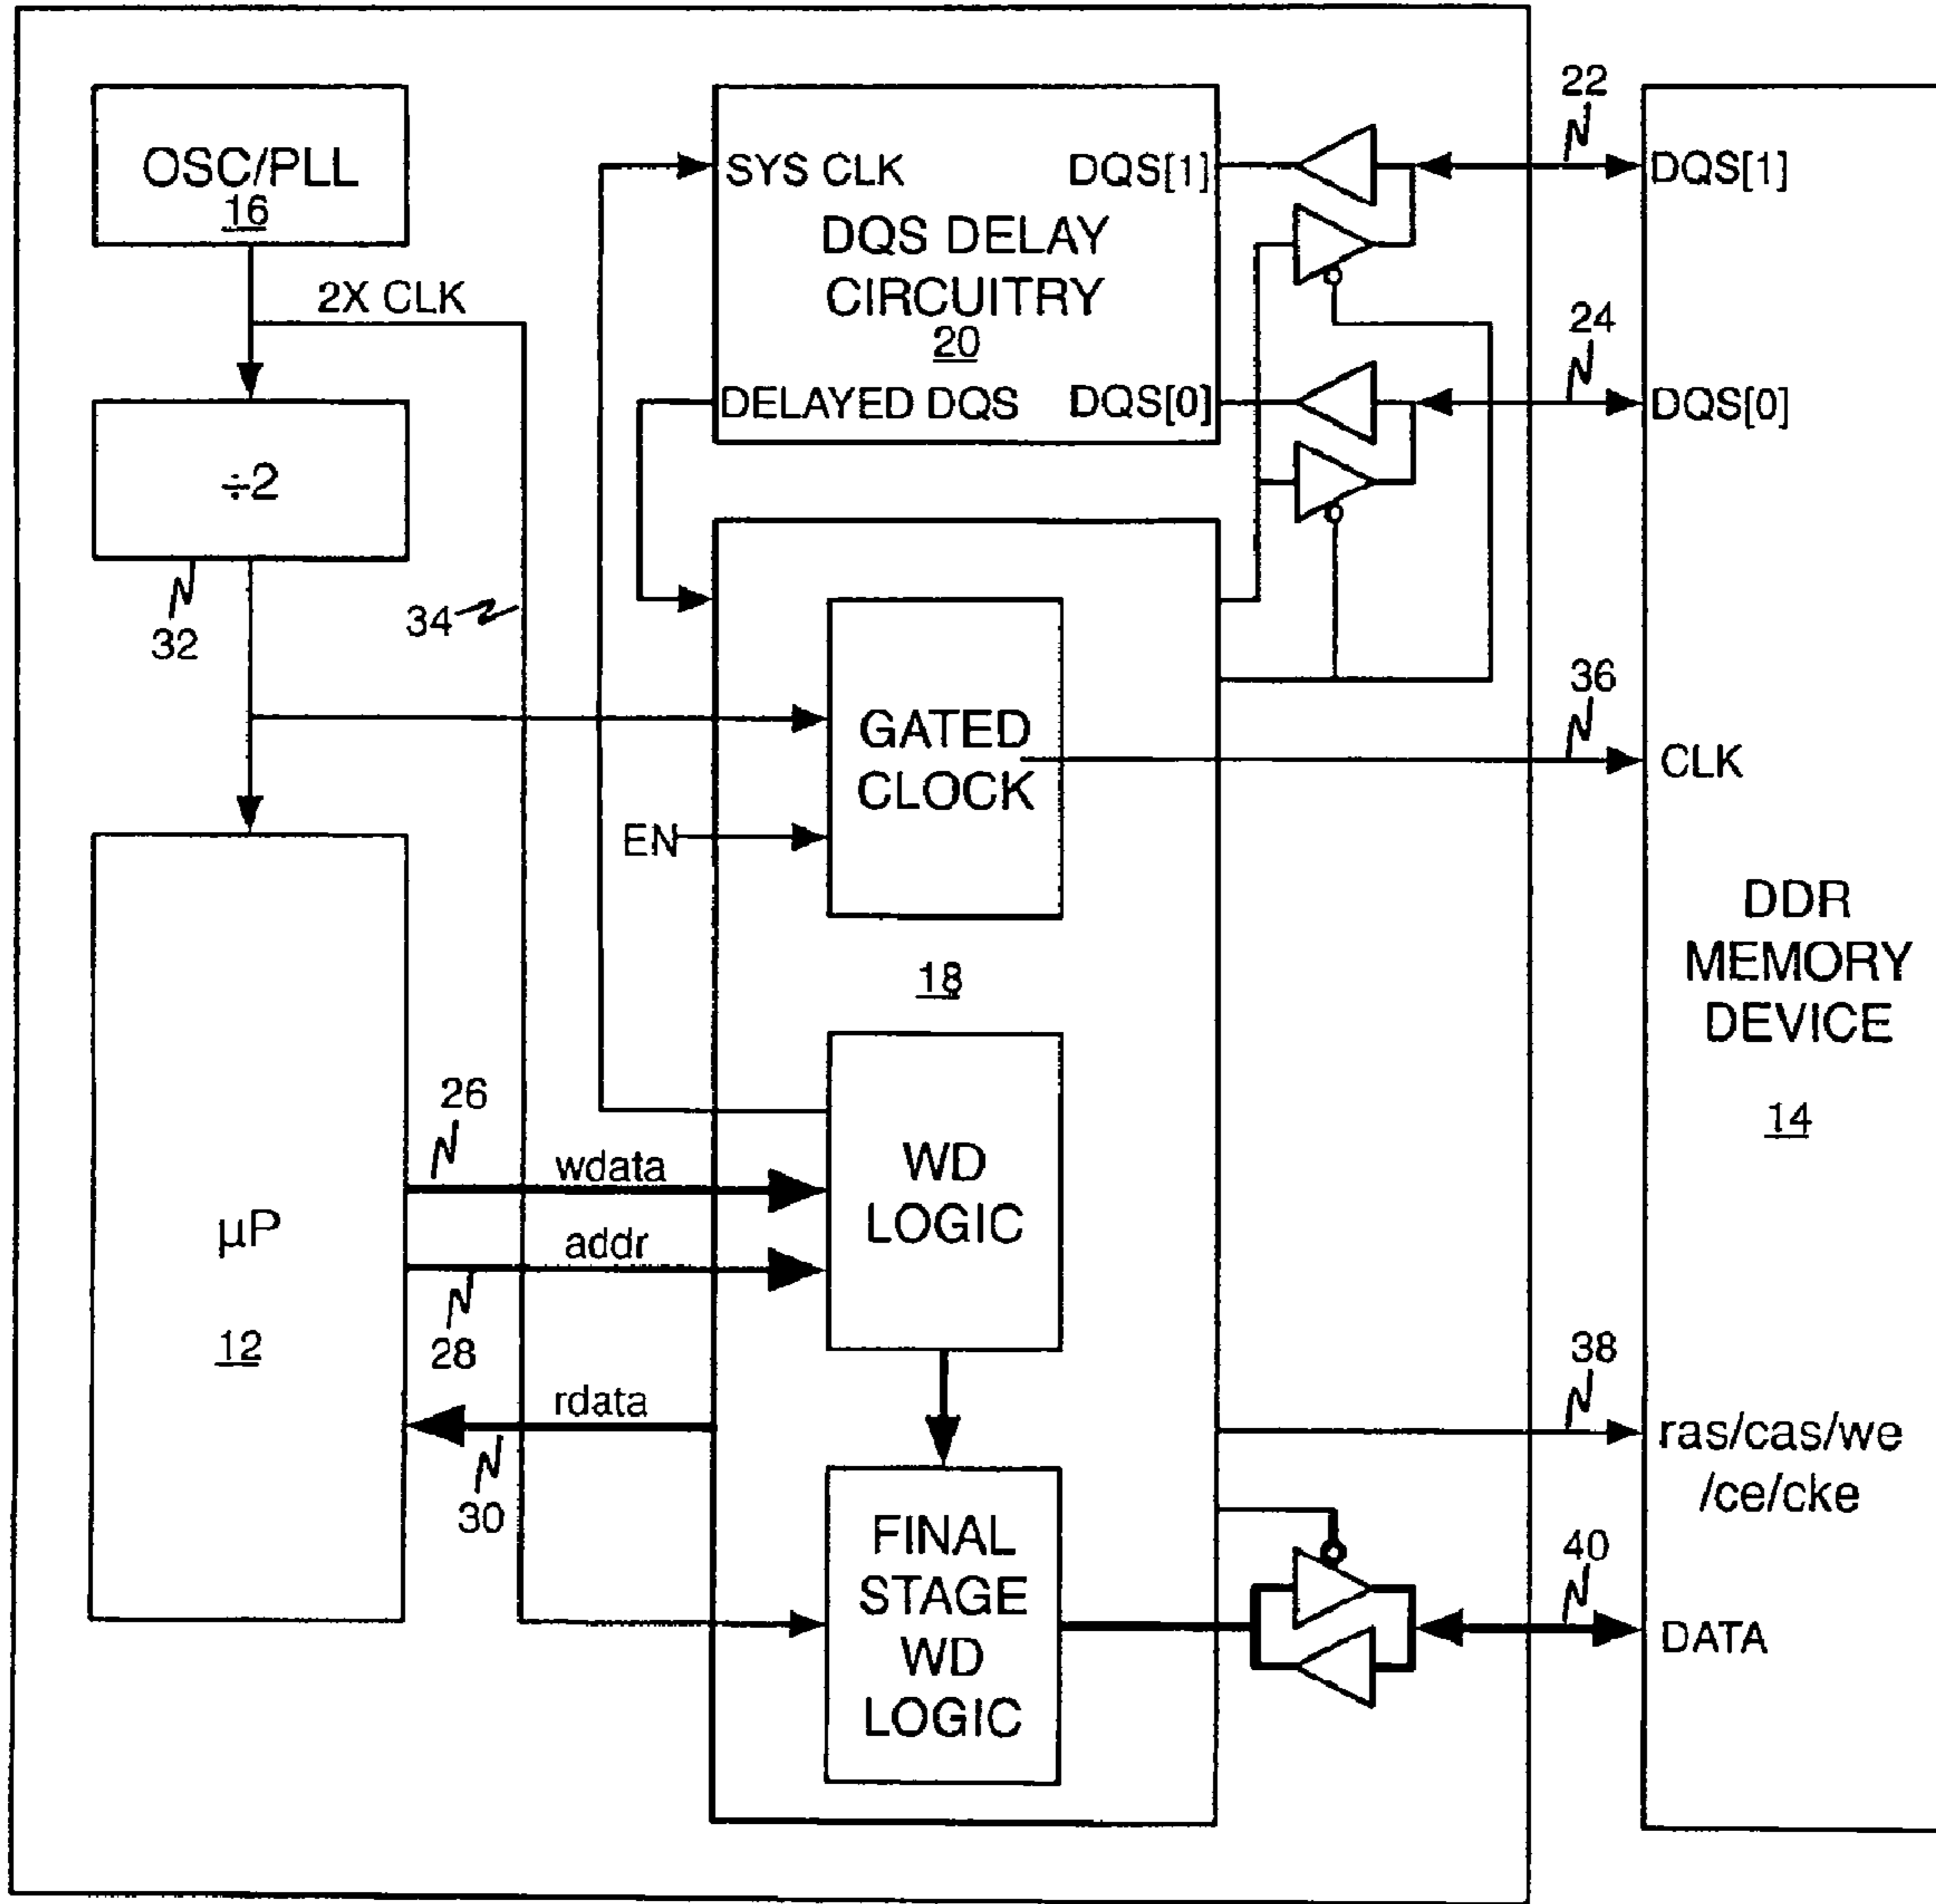 OSC/PLL
16
2X CLK
÷2
32
34
SYS CLK
DQS[1]
DQS DELAY
CIRCUITRY
20
DELAYED DQS
DQS[0]
22
DQS[1]
24
DQS[0]
GATED
CLOCK
EN
18
36
CLK
DDR
MEMORY
DEVICE
14
µP
12
26
wdata
addr
28
rdata
30
WD
LOGIC
FINAL
STAGE
WD
LOGIC
38
ras/cas/we
/ce/cke
40
DATA